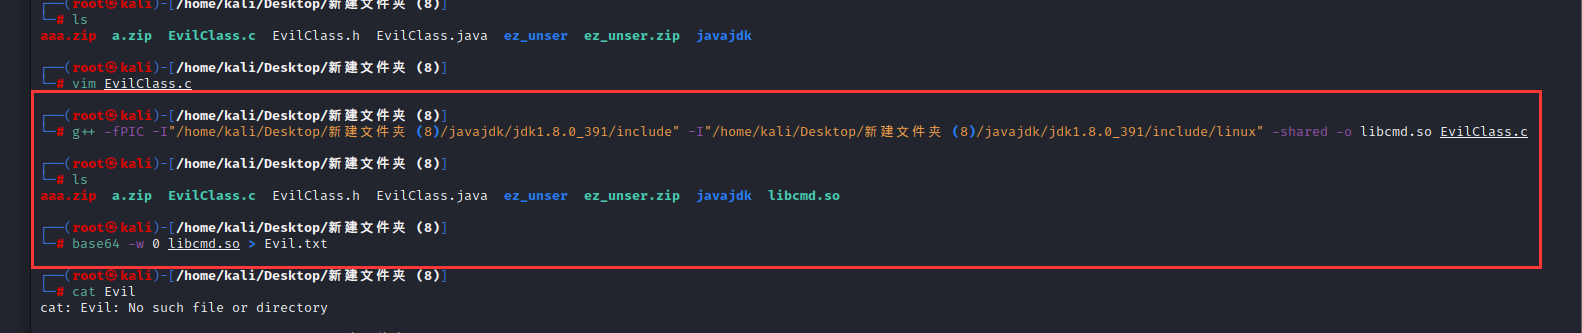 ┌──(root㉿kali)-[/home/kali/Desktop/新建文件夹 (8)]
└─# ls
aaa.zip  a.zip  EvilClass.c  EvilClass.h  EvilClass.java  ez_unser  ez_unser.zip  javajdk
┌──(root㉿kali)-[/home/kali/Desktop/新建文件夹 (8)]
└─# vim EvilClass.c
┌──(root㉿kali)-[/home/kali/Desktop/新建文件夹 (8)]
└─# g++ -fPIC -I"/home/kali/Desktop/新建文件夹 (8)/javajdk/jdk1.8.0_391/include" -I"/home/kali/Desktop/新建文件夹 (8)/javajdk/jdk1.8.0_391/include/linux" -shared -o libcmd.so EvilClass.c
┌──(root㉿kali)-[/home/kali/Desktop/新建文件夹 (8)]
└─# ls
aaa.zip  a.zip  EvilClass.c  EvilClass.h  EvilClass.java  ez_unser  ez_unser.zip  javajdk  libcmd.so
┌──(root㉿kali)-[/home/kali/Desktop/新建文件夹 (8)]
└─# base64 -w 0 libcmd.so > Evil.txt
┌──(root㉿kali)-[/home/kali/Desktop/新建文件夹 (8)]
└─# cat Evil
cat: Evil: No such file or directory